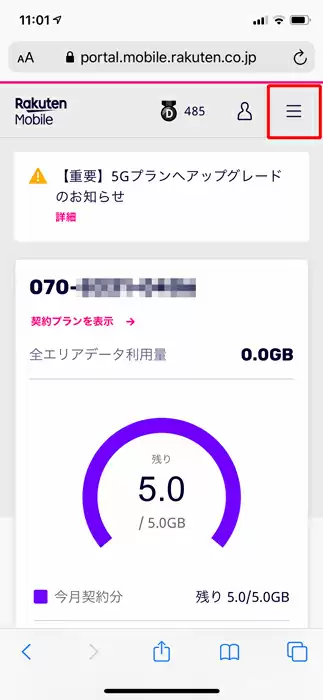 11:01
AA portal.mobile.rakuten.co.jp
Rakuten
Mobile
D 485
【重要】5Gプランへアップグレード
のお知らせ
詳細
070-
契約プランを表示 →
全エリアデータ利用量 0.0GB
残り
5.0
/ 5.0GB
今月契約分 残り 5.0/5.0GB